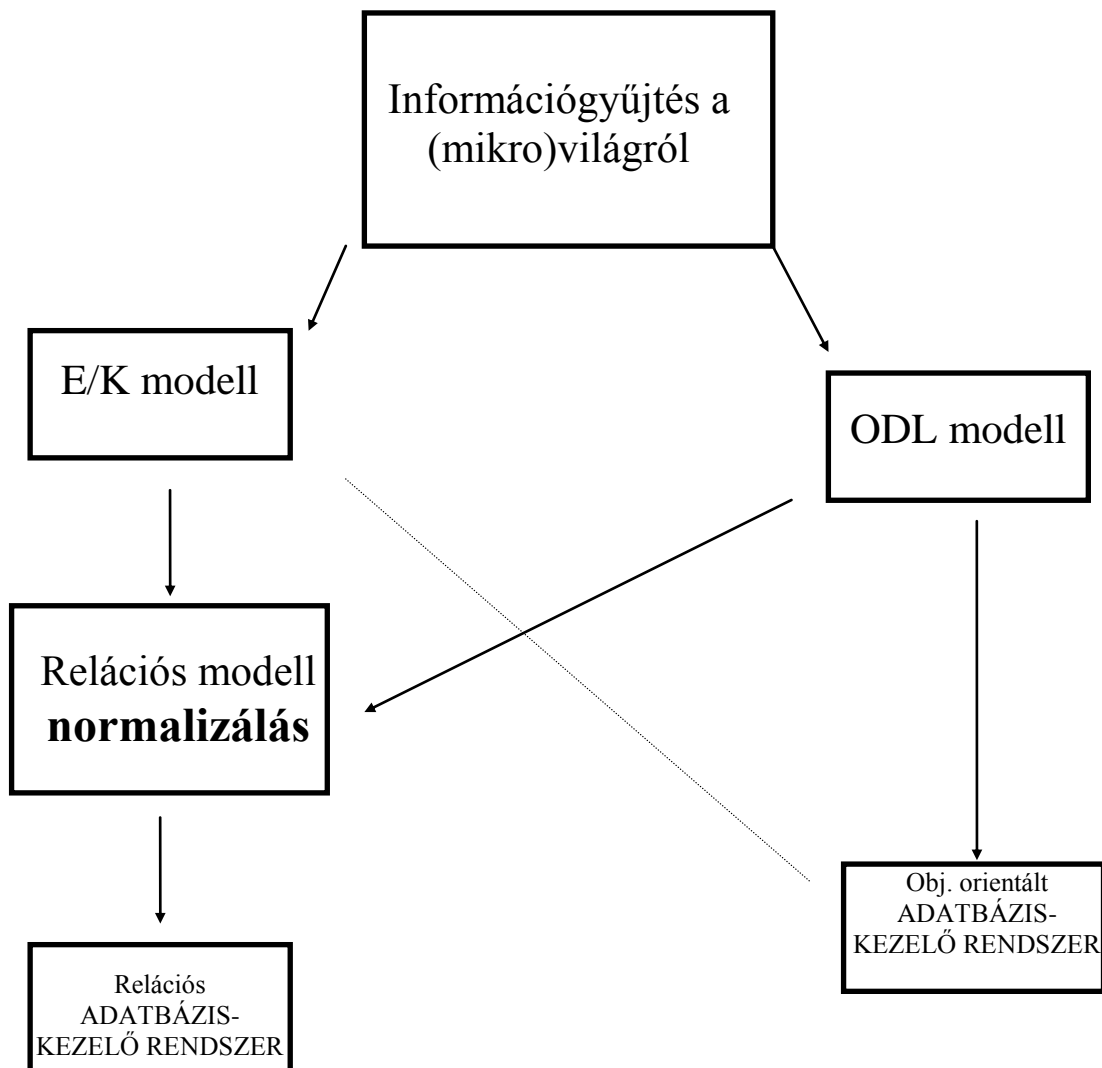 Információgyűjtés a
(mikro)világról
E/K modell
ODL modell
Relációs modell
normalizálás
Obj. orientált
ADATBÁZIS-
KEZELŐ RENDSZER
Relációs
ADATBÁZIS-
KEZELŐ RENDSZER